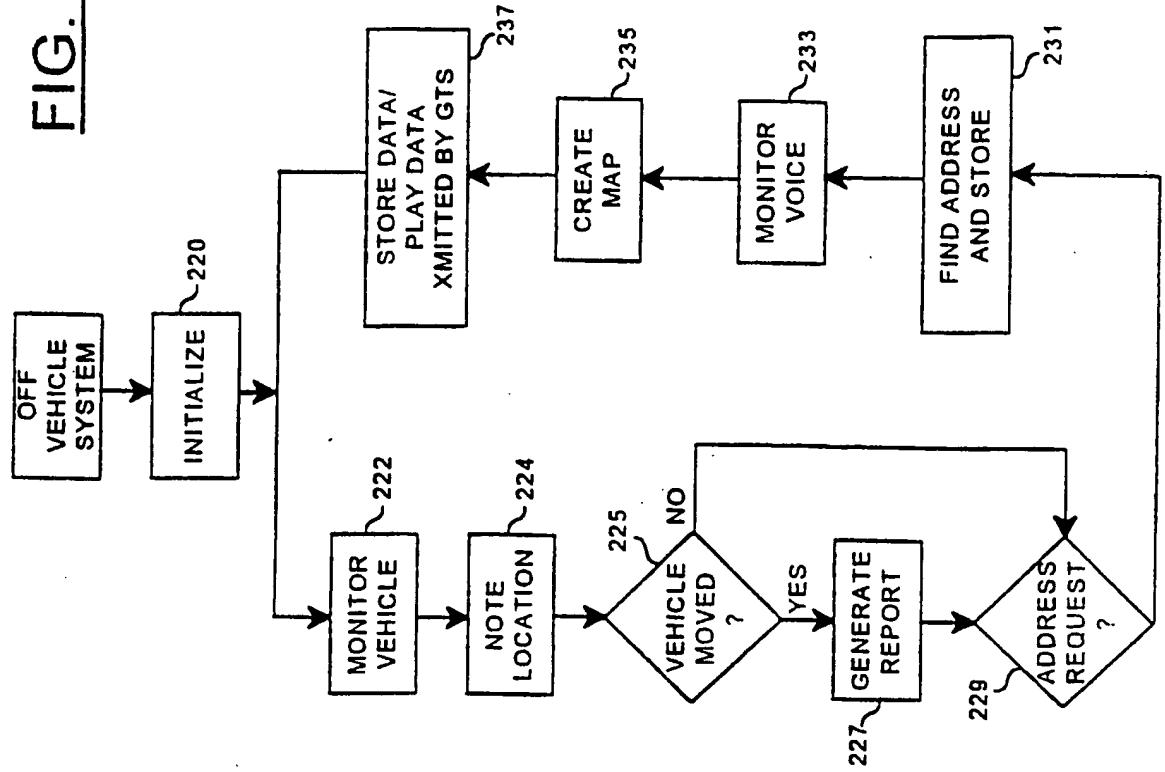 FIG.
OFF
VEHICLE
SYSTEM
INITIALIZE
220
MONITOR
VEHICLE
222
NOTE
LOCATION
224
VEHICLE
MOVED
?
225
NO
YES
GENERATE
REPORT
227
ADDRESS
REQUEST
?
229
FIND ADDRESS
AND STORE
231
MONITOR
VOICE
233
CREATE
MAP
235
STORE DATA/
PLAY DATA
XMITTED BY GTS
237